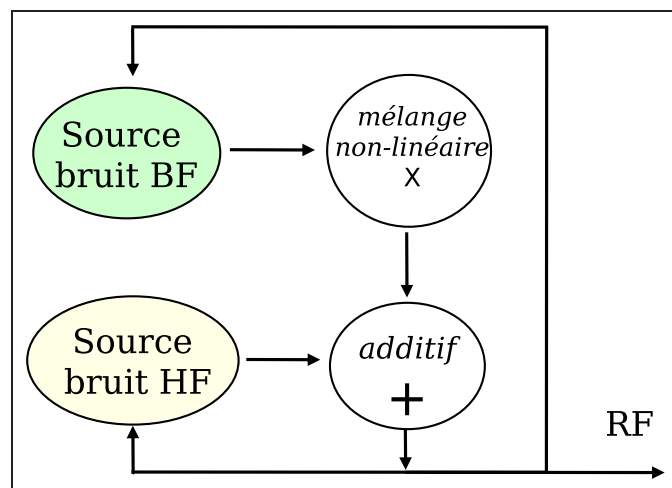 Source
bruit BF
mélange
non-linéaire
X
Source
bruit HF
additif
+
RF